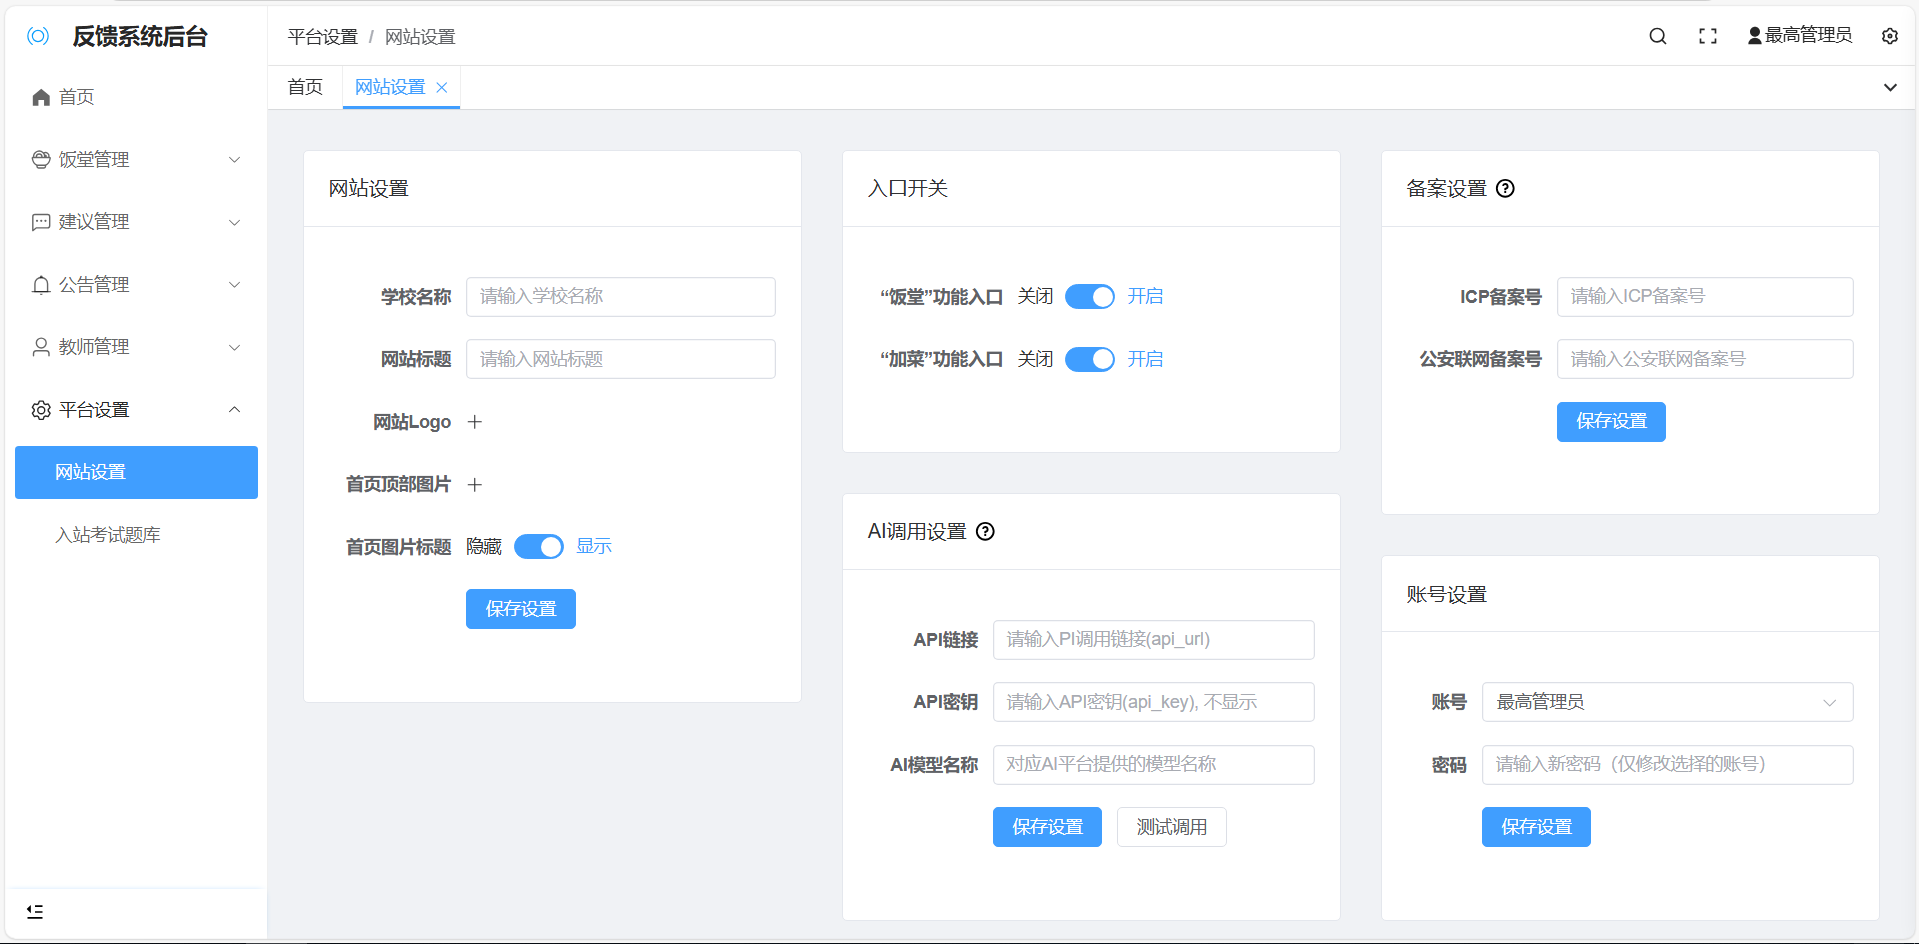 反馈系统后台
首页
饭堂管理
建议管理
公告管理
教师管理
平台设置
网站设置
入站考试题库
平台设置 / 网站设置
最高管理员
首页
网站设置
网站设置
学校名称 请输入学校名称
网站标题 请输入网站标题
网站Logo
首页顶部图片
首页图片标题 隐藏 显示
保存设置
入口开关
“饭堂”功能入口 关闭 开启
“加菜”功能入口 关闭 开启
AI调用设置
API链接 请输入PI调用链接(api_url)
API密钥 请输入API密钥(api_key), 不显示
AI模型名称 对应AI平台提供的模型名称
保存设置 测试调用
备案设置
ICP备案号 请输入ICP备案号
公安联网备案号 请输入公安联网备案号
保存设置
账号设置
账号 最高管理员
密码 请输入新密码（仅修改选择的账号）
保存设置